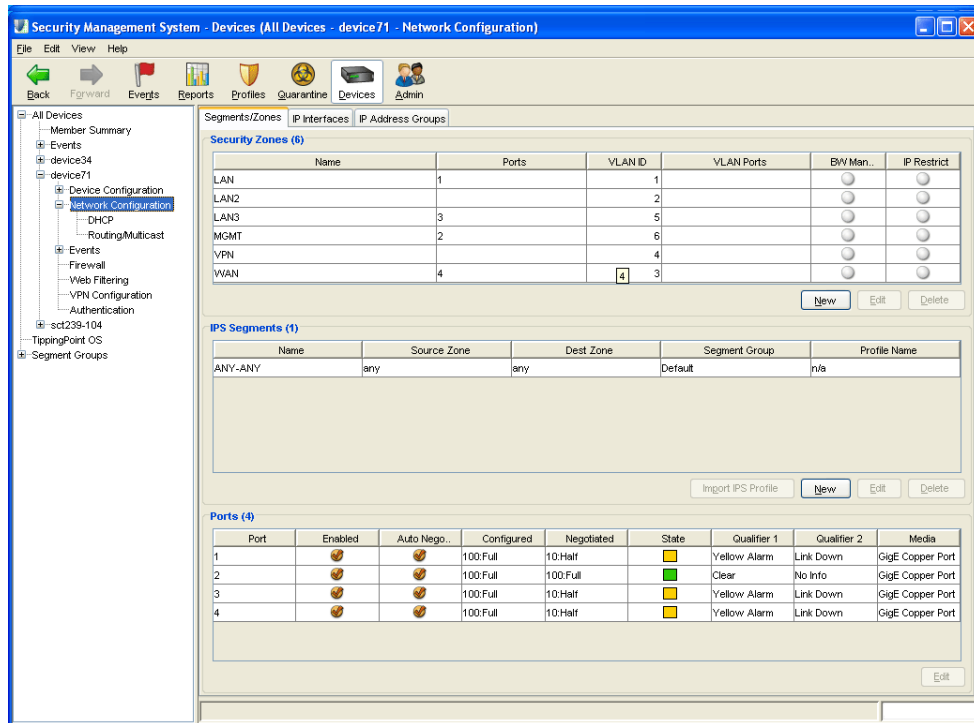 Security Management System - Devices (All Devices - device71 - Network Configuration)
File Edit View Help
Back Forward Events Reports Profiles Quarantine Devices Admin
All Devices
Member Summary
Events
device34
device71
Device Configuration
Network Configuration
DHCP
Routing/Multicast
Events
Firewall
Web Filtering
VPN Configuration
Authentication
sct239-104
TippingPoint OS
Segment Groups
Segments/Zones IP Interfaces IP Address Groups
Security Zones (6)
Name Ports VLAN ID VLAN Ports BW Man.. IP Restrict
LAN 1 1
LAN2 2
LAN3 3 5
MGMT 2 6
VPN 4
WAN 4 4 3
New Edit Delete
IPS Segments (1)
Name Source Zone Dest Zone Segment Group Profile Name
ANY-ANY any any Default n/a
Import IPS Profile New Edit Delete
Ports (4)
Port Enabled Auto Nego.. Configured Negotiated State Qualifier 1 Qualifier 2 Media
1 100:Full 10:Half Yellow Alarm Link Down GigE Copper Port
2 100:Full 100:Full Clear No Info GigE Copper Port
3 100:Full 10:Half Yellow Alarm Link Down GigE Copper Port
4 100:Full 10:Half Yellow Alarm Link Down GigE Copper Port
Edit